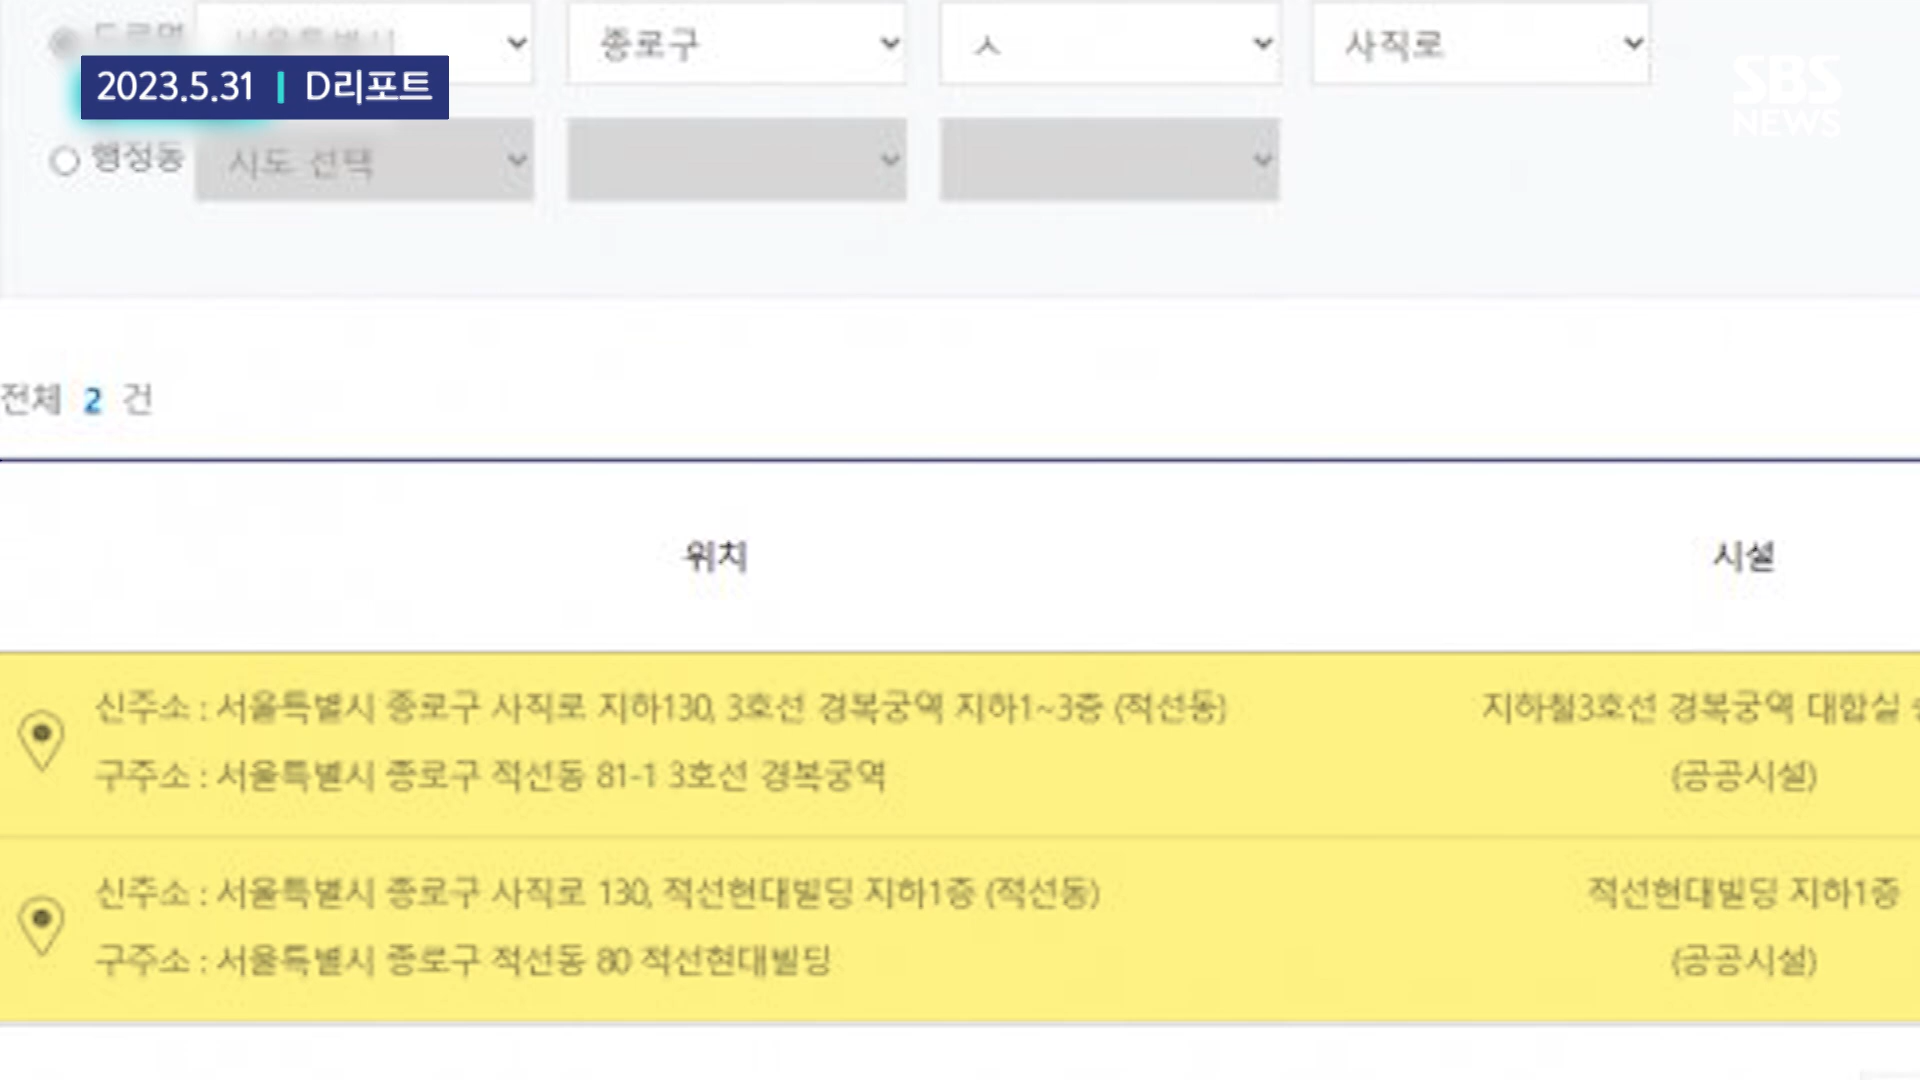 도로명 서울특별시 종로구 ㅅ 사직로
2023.5.31 | D리포트
SBS
NEWS
행정동 시도 선택
전체 2 건
위치 시설
신주소 : 서울특별시 종로구 사직로 지하130, 3호선 경복궁역 지하1~3층 (적선동) 지하철3호선 경복궁역 대합실
구주소 : 서울특별시 종로구 적선동 81-1 3호선 경복궁역 (공공시설)
신주소 : 서울특별시 종로구 사직로 130, 적선현대빌딩 지하1층 (적선동) 적선현대빌딩 지하1층
구주소 : 서울특별시 종로구 적선동 80 적선현대빌딩 (공공시설)